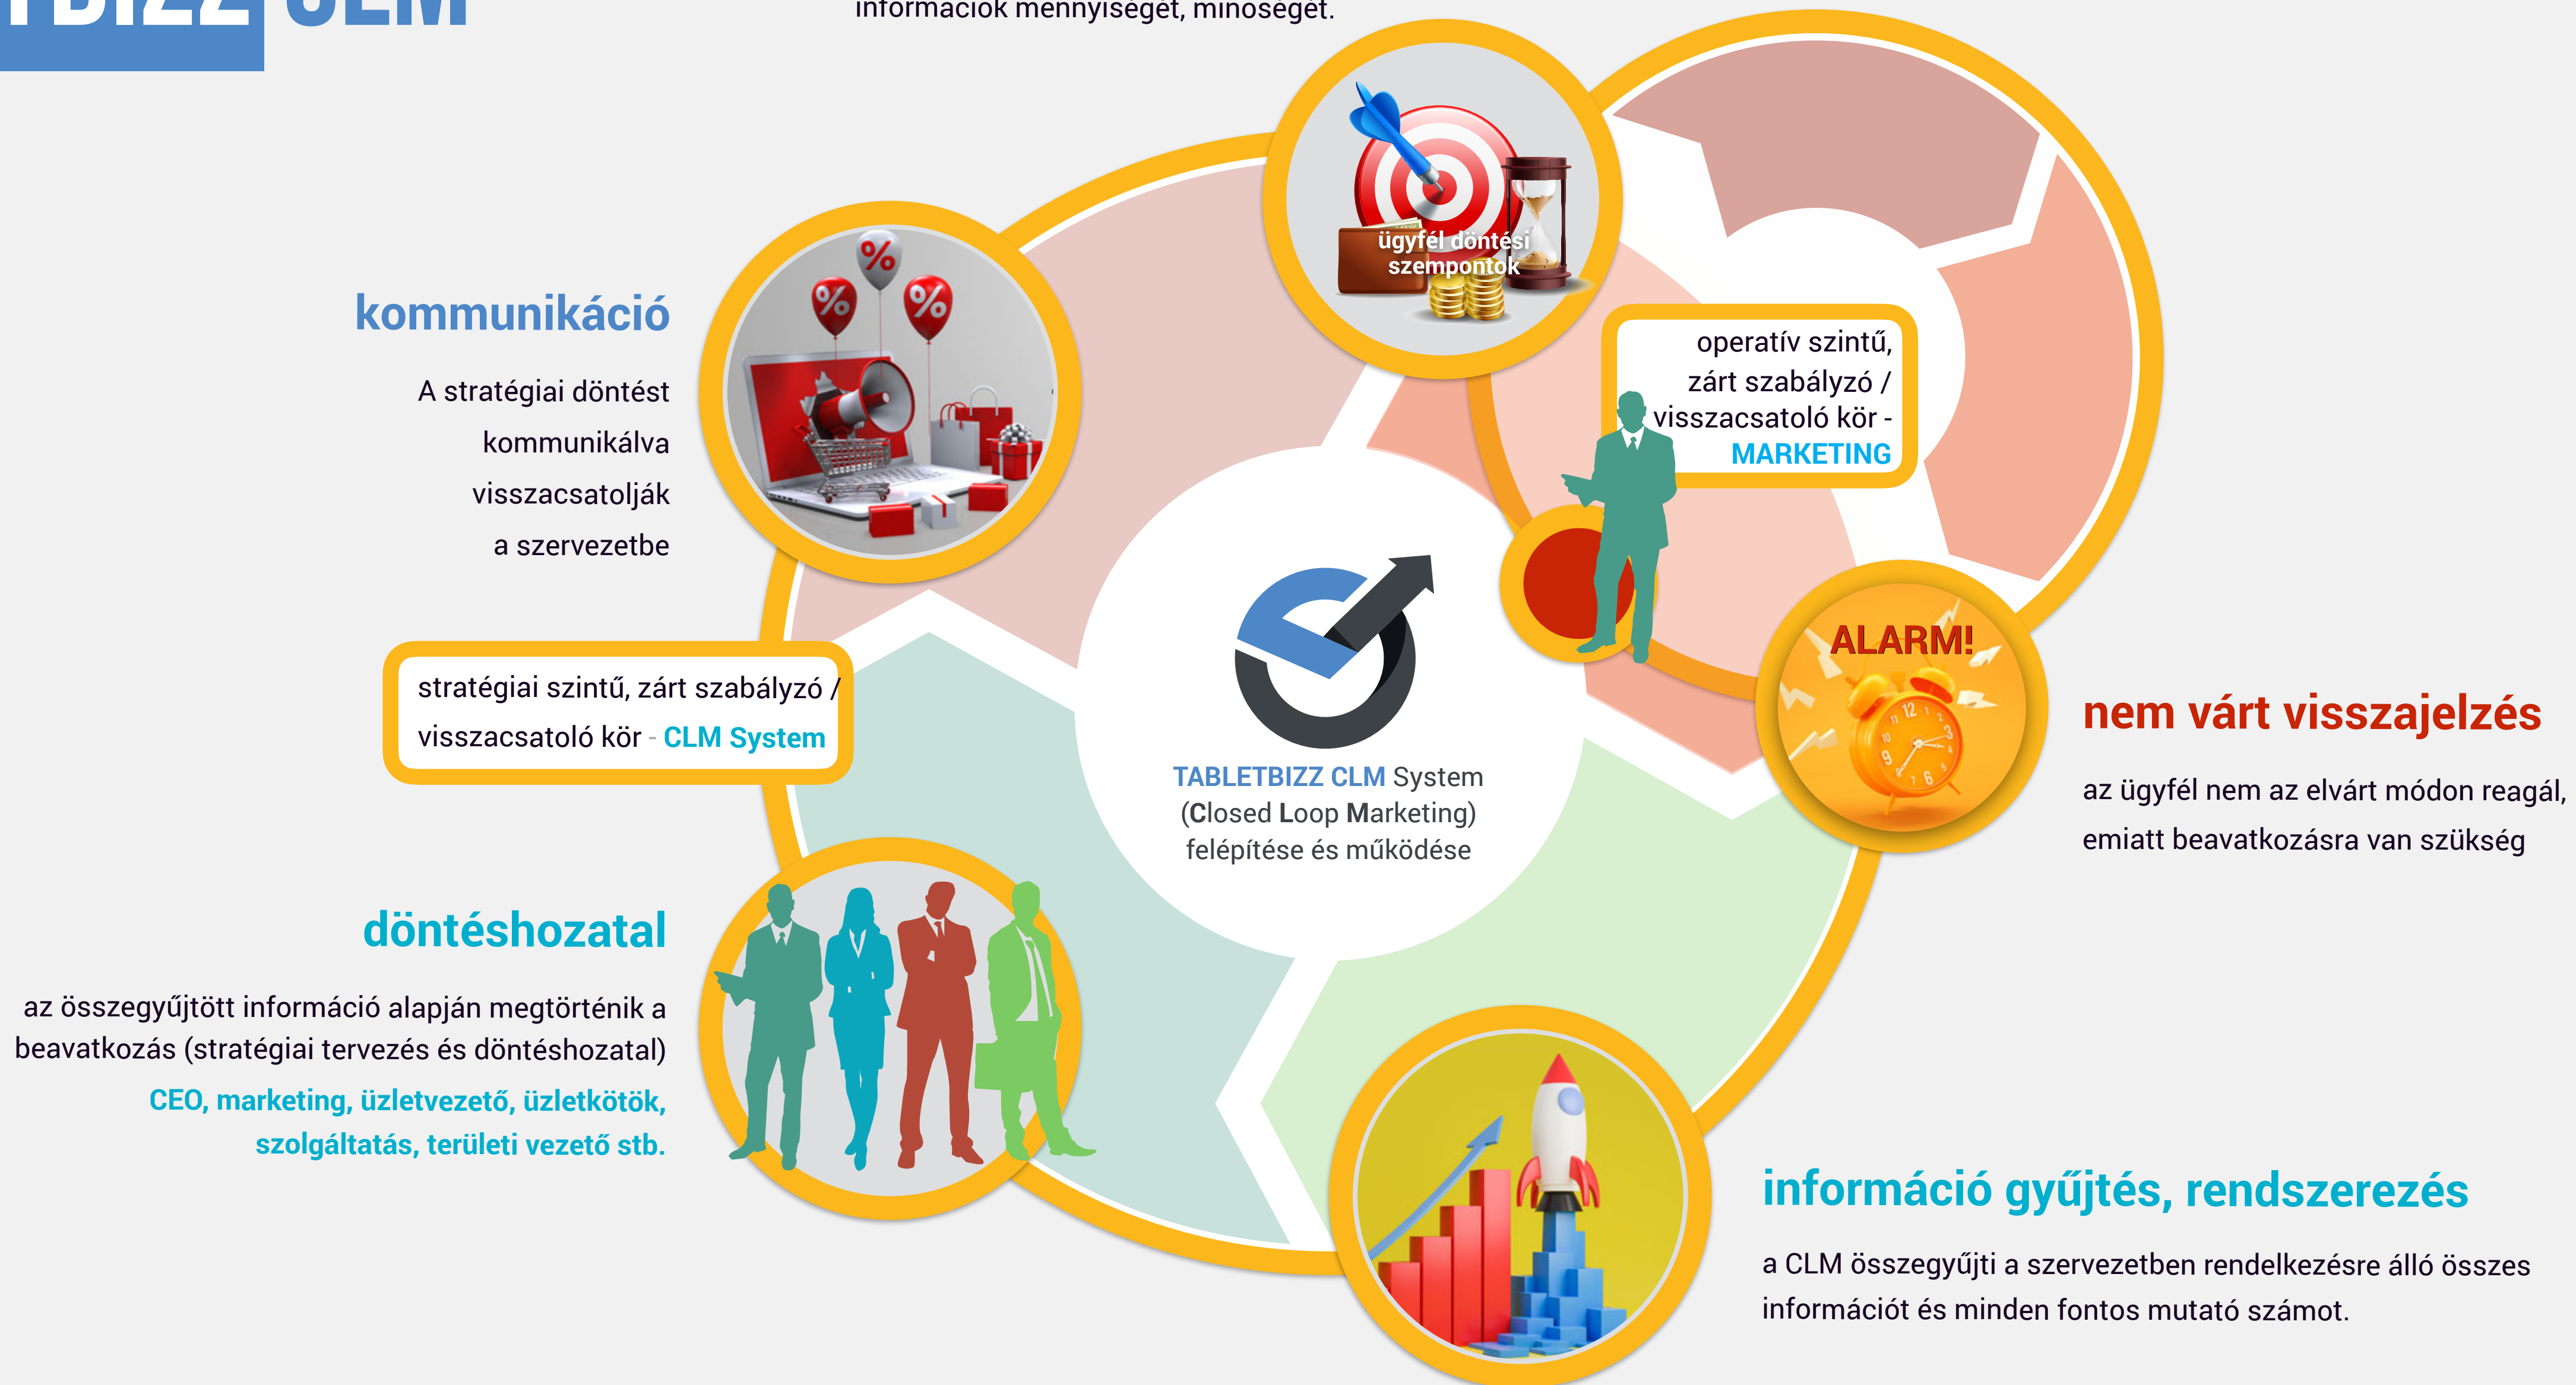 TBIZZ CLM
információk mennyiségét, minőségét.
ügyfél döntési
szempontok
operatív szintű,
zárt szabályzó /
visszacsatoló kör -
MARKETING
kommunikáció
A stratégiai döntést
kommunikálva
visszacsatolják
a szervezetbe
stratégiai szintű, zárt szabályzó /
visszacsatoló kör - CLM System
TABLETBIZZ CLM System
(Closed Loop Marketing)
felépítése és működése
ALARM!
nem várt visszajelzés
az ügyfél nem az elvárt módon reagál,
emiatt beavatkozásra van szükség
döntéshozatal
az összegyűjtött információ alapján megtörténik a
beavatkozás (stratégiai tervezés és döntéshozatal)
CEO, marketing, üzletvezető, üzletkötök,
szolgáltatás, területi vezető stb.
információ gyűjtés, rendszerezés
a CLM összegyűjti a szervezetben rendelkezésre álló összes
információt és minden fontos mutató számot.